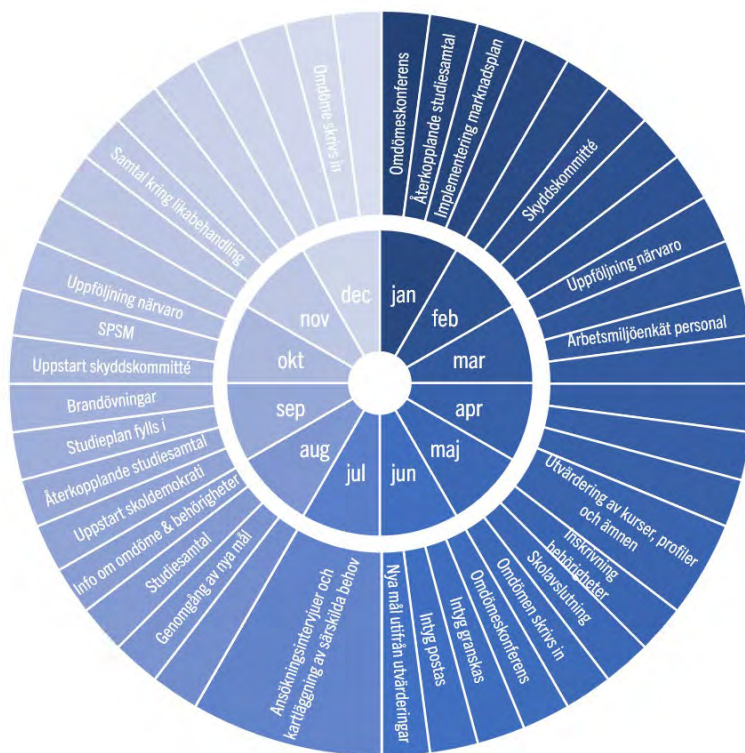 Omdömeskonferens
Återkopplande studiesamtal
Implementering marknadsplan
Skyddskommitté
Uppföljning närvaro
Arbetsmiljöenkät personal
Utvärdering av kurser, profiler
och ämnen
Inskrivning
behörigheter
Skolavslutning
Omdömen skrivs in
Omdömeskonferens
Intyg granskas
Intyg postas
Nya mål utifrån utvärderingar
Ansökningsintervjuer och
kartläggning av särskilda behov
Genomgång av nya mål
Studiesamtal
Info om omdöme & behörigheter
Uppstart skoldemokrati
Återkopplande studiesamtal
Studieplan fylls i
Brandövningar
Uppstart skyddskommitté
SPSM
Uppföljning närvaro
Samtal kring likabehandling
Omdöme skrivs in
jan
feb
mar
apr
maj
jun
jul
aug
sep
okt
nov
dec